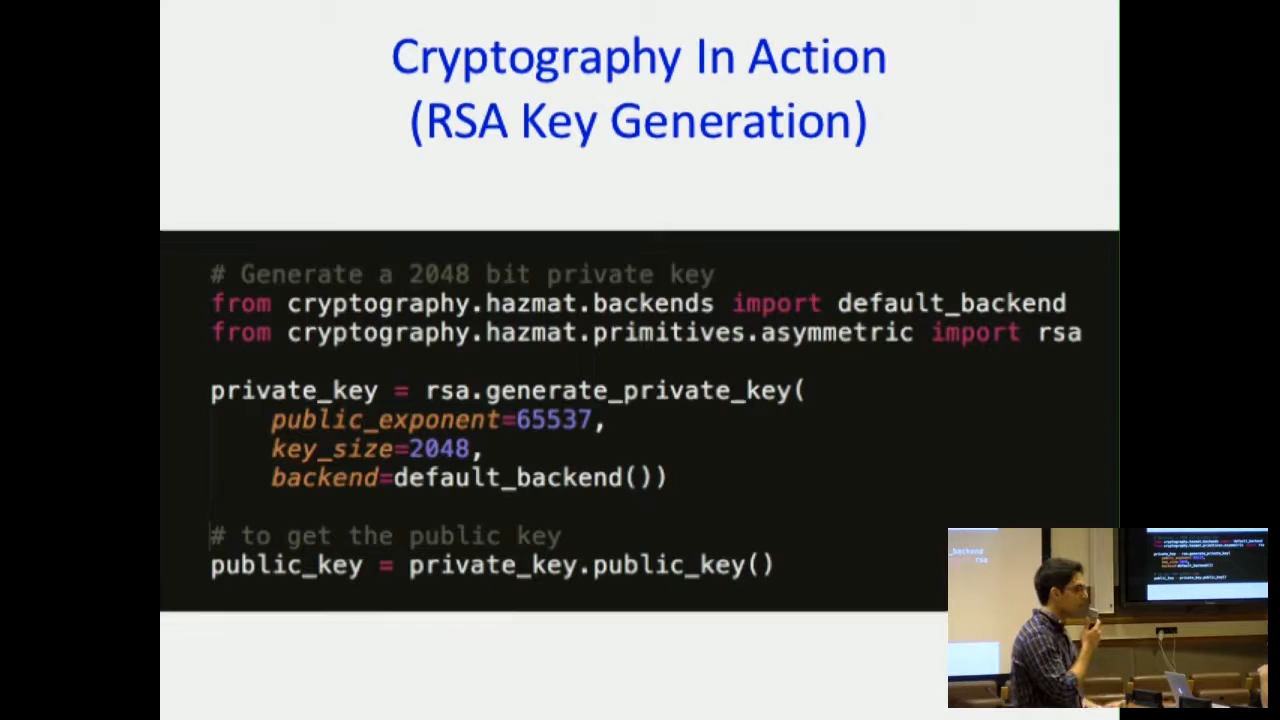 Cryptography In Action
(RSA Key Generation)
# Generate a 2048 bit private key
from cryptography.hazmat.backends import default_backend
from cryptography.hazmat.primitives.asymmetric import rsa
private_key = rsa.generate_private_key(
public_exponent=65537,
key_size=2048,
backend=default_backend())
# to get the public key
public_key = private_key.public_key()